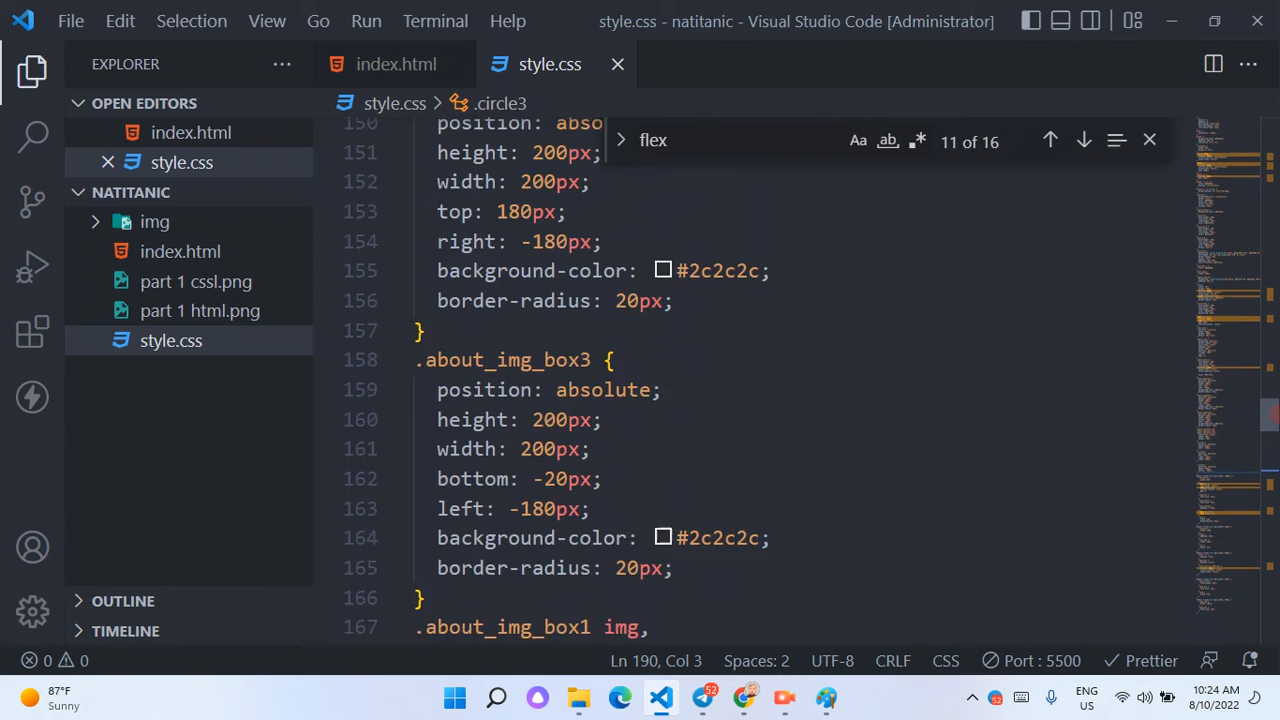 File Edit Selection View Go Run Terminal Help style.css - natitanic - Visual Studio Code [Administrator]
EXPLORER
index.html
style.css
OPEN EDITORS
index.html
style.css
NATITANIC
img
index.html
part 1 cssl.png
part 1 html.png
style.css
OUTLINE
TIMELINE
style.css > .circle3
flex
Aa ab 11 of 16
150 position: abso
151 height: 200px;
152 width: 200px;
153 top: 180px;
154 right: -180px;
155 background-color: #2c2c2c;
156 border-radius: 20px;
157 }
158 .about_img_box3 {
159 position: absolute;
160 height: 200px;
161 width: 200px;
162 bottom: -20px;
163 left: -180px;
164 background-color: #2c2c2c;
165 border-radius: 20px;
166 }
167 .about_img_box1 img,
0 0 Ln 190, Col 3 Spaces: 2 UTF-8 CRLF CSS Port : 5500 Prettier
87°F
Sunny
52
52
ENG
US
10:24 AM
8/10/2022